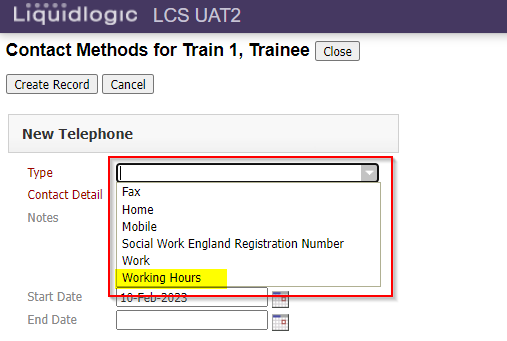 Liquidlogic LCS UAT2
Contact Methods for Train 1, Trainee Close
Create Record Cancel
New Telephone
Type
Fax
Contact Detail
Home
Notes
Mobile
Social Work England Registration Number
Work
Working Hours
Start Date 10-Feb-2023
End Date